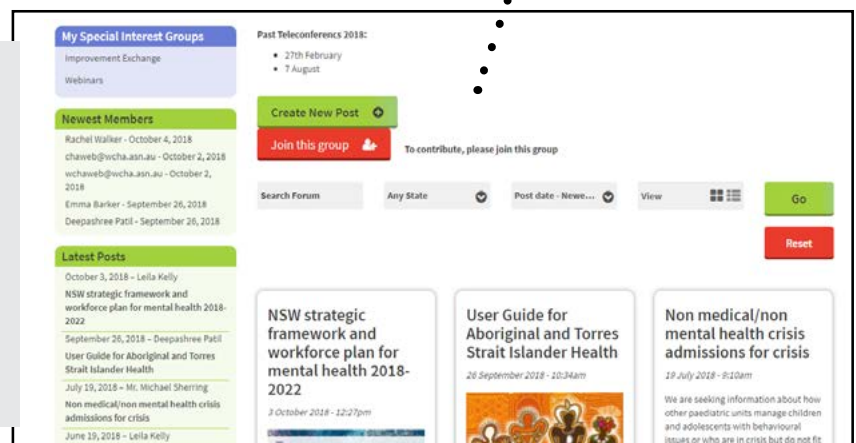 My Special Interest Groups
Improvement Exchange
Webinars
Newest Members
Rachel Walker - October 4, 2018
chaweb@wcha.asn.au - October 2, 2018
wchaweb@wcha.asn.au - October 2,
2018
Emma Barker - September 26, 2018
Deepashree Patil - September 26, 2018
Latest Posts
October 3, 2018 – Leila Kelly
NSW strategic framework and
workforce plan for mental health 2018-
2022
September 26, 2018 – Deepashree Patil
User Guide for Aboriginal and Torres
Strait Islander Health
July 19, 2018 – Mr. Michael Sherring
Non medical/non mental health crisis
admissions for crisis
June 19, 2018 – Leila Kelly
Past Teleconferencs 2018:
• 27th February
• 7 August
Create New Post
Join this group
To contribute, please join this group
Search Forum
Any State
Post date - Newe...
View
Go
Reset
NSW strategic
framework and
workforce plan for
mental health 2018-
2022
3 October 2018 - 12:27pm
User Guide for
Aboriginal and Torres
Strait Islander Health
26 September 2018 - 10:34am
Non medical/non
mental health crisis
admissions for crisis
19 July 2018 - 9:10am
We are seeking information about how
other paediatric units manage children
and adolescents with behavioural
issues or who are in crisis but do not fit